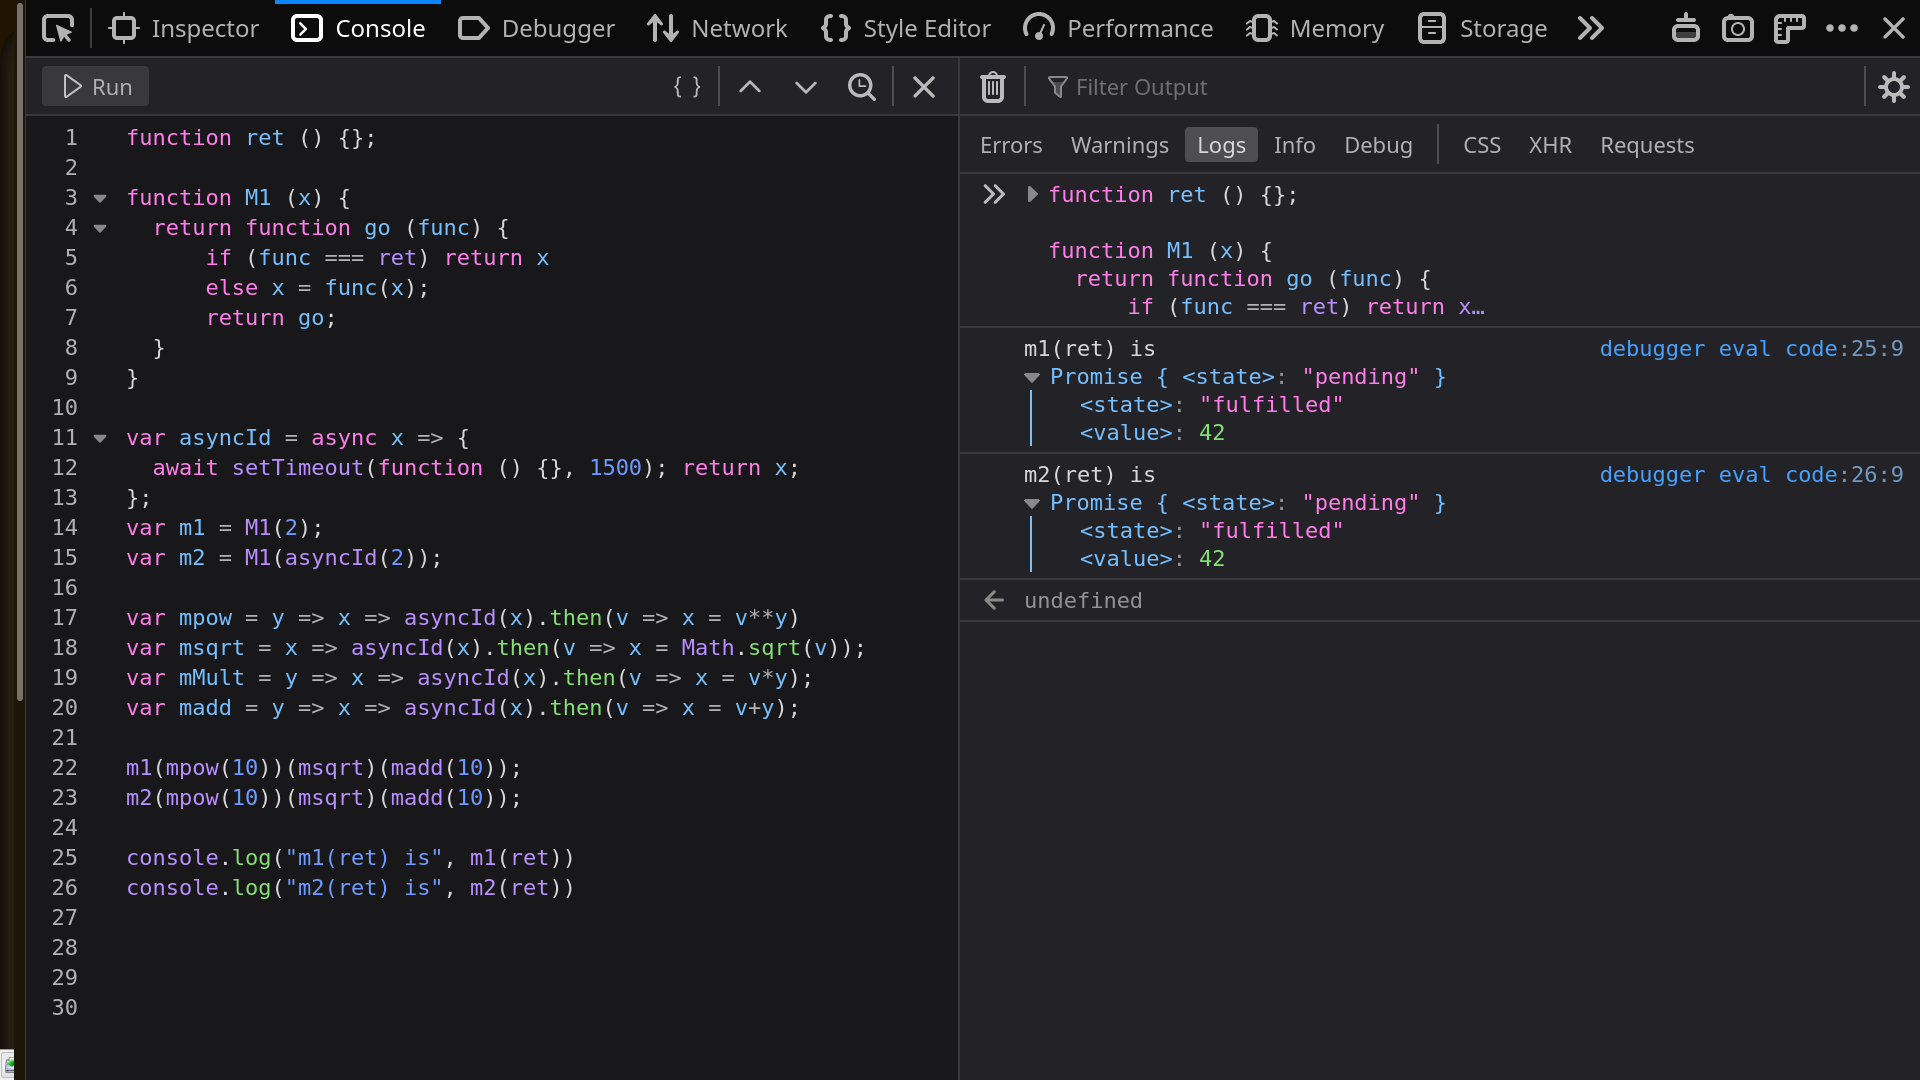 Inspector Console Debugger Network Style Editor Performance Memory Storage
Run { }
1 function ret () {};
2
3 function M1 (x) {
4 return function go (func) {
5 if (func === ret) return x
6 else x = func(x);
7 return go;
8 }
9 }
10
11 var asyncId = async x => {
12 await setTimeout(function () {}, 1500); return x;
13 };
14 var m1 = M1(2);
15 var m2 = M1(asyncId(2));
16
17 var mpow = y => x => asyncId(x).then(v => x = v**y)
18 var msqrt = x => asyncId(x).then(v => x = Math.sqrt(v));
19 var mMult = y => x => asyncId(x).then(v => x = v*y);
20 var madd = y => x => asyncId(x).then(v => x = v+y);
21
22 m1(mpow(10))(msqrt)(madd(10));
23 m2(mpow(10))(msqrt)(madd(10));
24
25 console.log("m1(ret) is", m1(ret))
26 console.log("m2(ret) is", m2(ret))
27
28
29
30
Filter Output
Errors Warnings Logs Info Debug CSS XHR Requests
function ret () {};
function M1 (x) {
return function go (func) {
if (func === ret) return x…
m1(ret) is debugger eval code:25:9
Promise { <state>: "pending" }
<state>: "fulfilled"
<value>: 42
m2(ret) is debugger eval code:26:9
Promise { <state>: "pending" }
<state>: "fulfilled"
<value>: 42
undefined